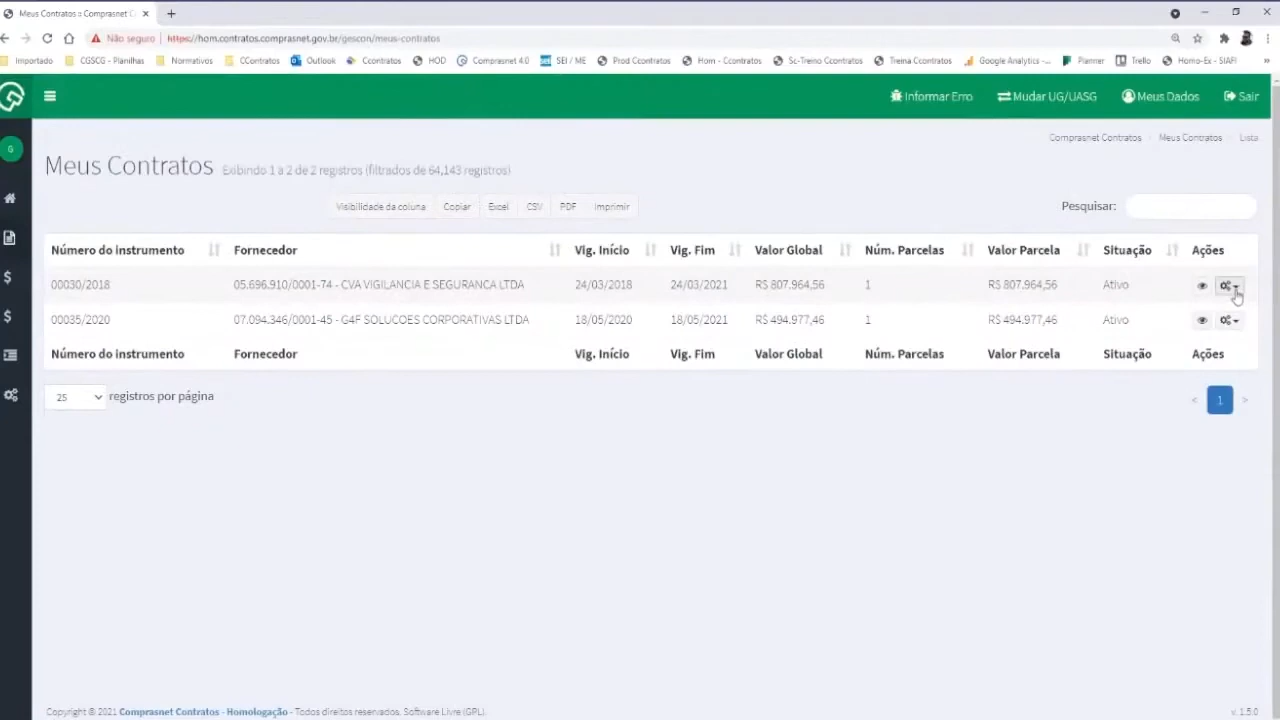 Meus Contratos :: Comprasnet C
Não seguro | https://hom.contratos.comprasnet.gov.br/gescon/meus-contratos
Importado CGSCG - Planilhas Normativos CContratos Outlook Ccontratos HOD Comprasnet 4.0 SEI / ME Prod Ccontratos Hom - Ccontratos Sc-Treino Ccontratos Treina Ccontratos Google Analytics -... Planner Trello Homo-Ex - SIAFI »
Informar Erro Mudar UG/UASG Meus Dados Sair
G
Comprasnet Contratos Meus Contratos Lista
Meus Contratos Exibindo 1 a 2 de 2 registros (filtrados de 64,143 registros)
Visibilidade da coluna Copiar Excel CSV PDF Imprimir Pesquisar:
Número do instrumento Fornecedor Vig. Início Vig. Fim Valor Global Núm. Parcelas Valor Parcela Situação Ações
00030/2018 05.696.910/0001-74 - CVA VIGILANCIA E SEGURANCA LTDA 24/03/2018 24/03/2021 R$ 807.964,56 1 R$ 807.964,56 Ativo
00035/2020 07.094.346/0001-45 - G4F SOLUCOES CORPORATIVAS LTDA 18/05/2020 18/05/2021 R$ 494.977,46 1 R$ 494.977,46 Ativo
Número do instrumento Fornecedor Vig. Início Vig. Fim Valor Global Núm. Parcelas Valor Parcela Situação Ações
25 registros por página < 1 >
Copyright © 2021 Comprasnet Contratos - Homologação - Todos direitos reservados. Software Livre (GPL). v. 1.5.0